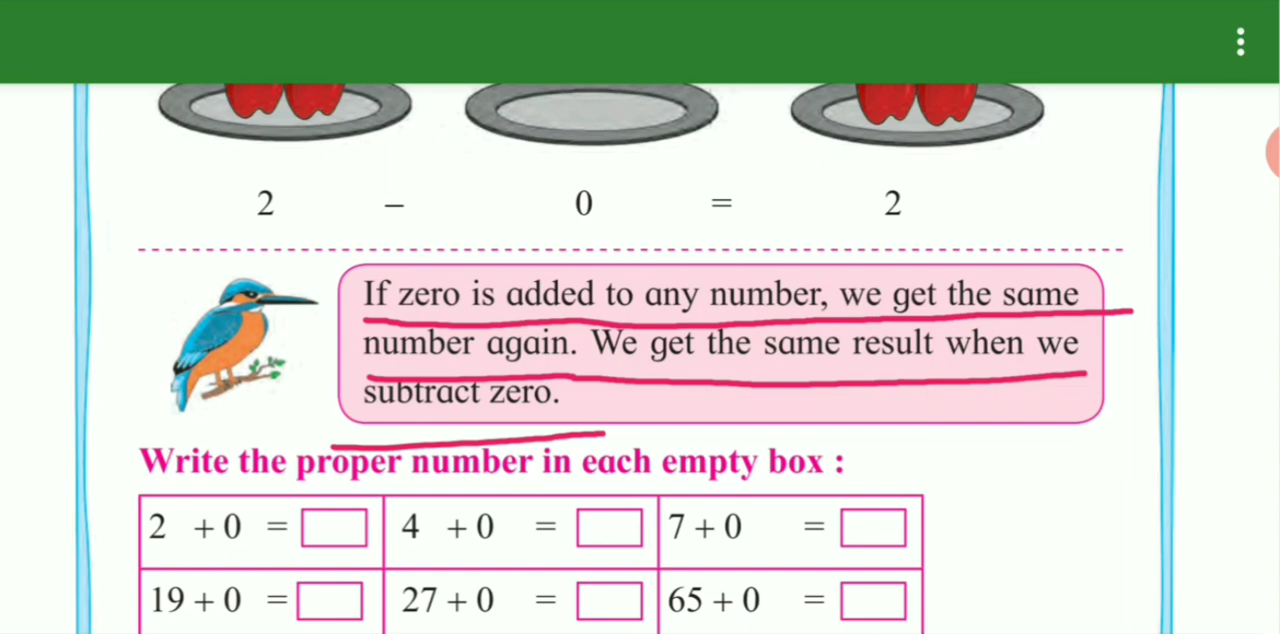 2 – 0 = 2
If zero is added to any number, we get the same
number again. We get the same result when we
subtract zero.
Write the proper number in each empty box :
2 + 0 = 4 + 0 = 7 + 0 =
19 + 0 = 27 + 0 = 65 + 0 =